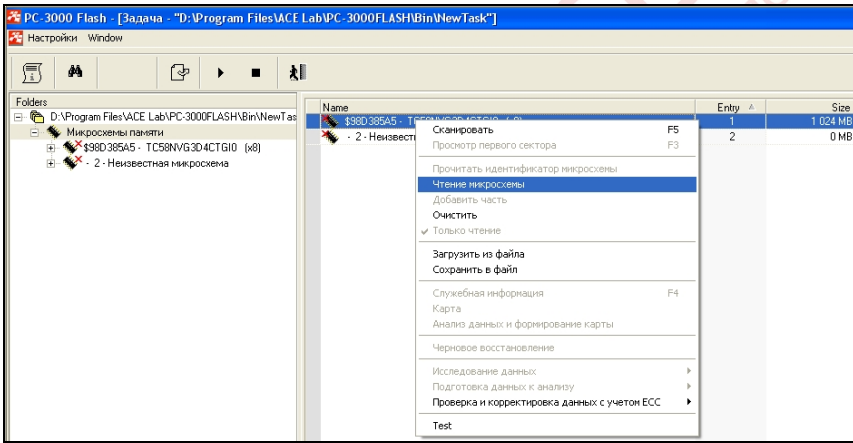 PC-3000 Flash - [Задача - "D:\Program Files\ACE Lab\PC-3000FLASH\Bin\NewTask"]
Настройки Window
Folders
D:\Program Files\ACE Lab\PC-3000FLASH\Bin\NewTas
Микросхемы памяти
$98D385A5 - TC58NVG3D4CTGI0 (x8)
- 2 - Неизвестная микросхема
Name Entry Size
$98D385A5 - 1 1 024 MB
- 2 - Неизвест 2 0 MB
Сканировать F5
Просмотр первого сектора F3
Прочитать идентификатор микросхемы
Чтение микросхемы
Добавить часть
Очистить
Только чтение
Загрузить из файла
Сохранить в файл
Служебная информация F4
Карта
Анализ данных и формирование карты
Черновое восстановление
Исследование данных
Подготовка данных к анализу
Проверка и корректировка данных с учетом ECC
Test